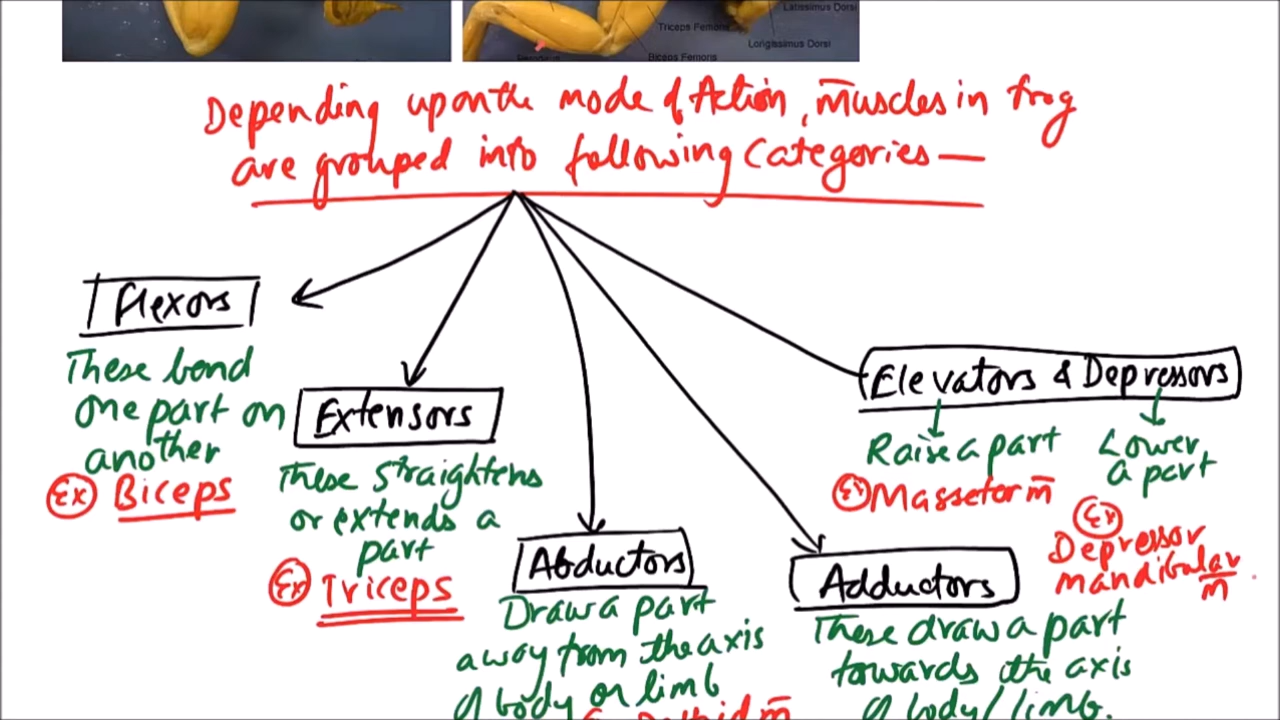 Latissimus Dorsi
Triceps Femoris
Longissimus Dorsi
Biceps Femoris
Depending upon the mode of Action, m̄uscles in frog
are grouped into following Categories —
Flexors
These bend
one part on
another
Ex Biceps
Extensors
These straightens
or extends a
part
Ex Triceps
Abductors
Draw a part
away from the axis
of body or limb
Adductors
These draw a part
towards the axis
of body/limb.
Elevators & Depressors
Raise a part
Ex Masseter m̄
Lower
a part
Ex
Depressor
mandibular
m̄